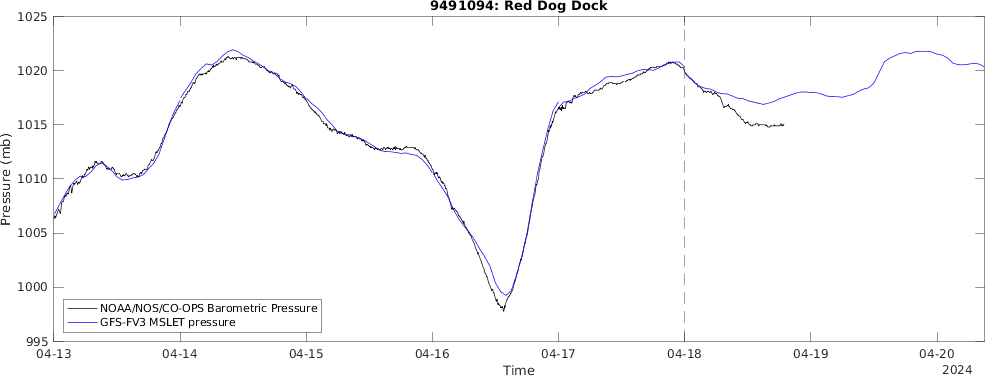 9491094: Red Dog Dock
Pressure (mb)
1025
1020
1015
1010
1005
1000
995
NOAA/NOS/CO-OPS Barometric Pressure
GFS-FV3 MSLET pressure
04-13 04-14 04-15 04-16 04-17 04-18 04-19 04-20
Time
2024